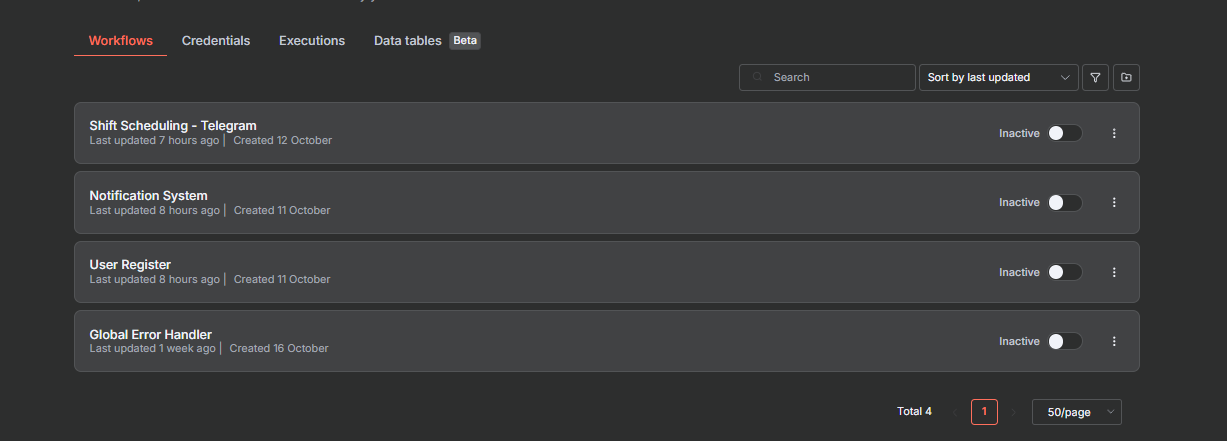 Workflows Credentials Executions Data tables Beta
Search Sort by last updated
Shift Scheduling - Telegram
Last updated 7 hours ago | Created 12 October
Inactive
Notification System
Last updated 8 hours ago | Created 11 October
Inactive
User Register
Last updated 8 hours ago | Created 11 October
Inactive
Global Error Handler
Last updated 1 week ago | Created 16 October
Inactive
Total 4 1 50/page